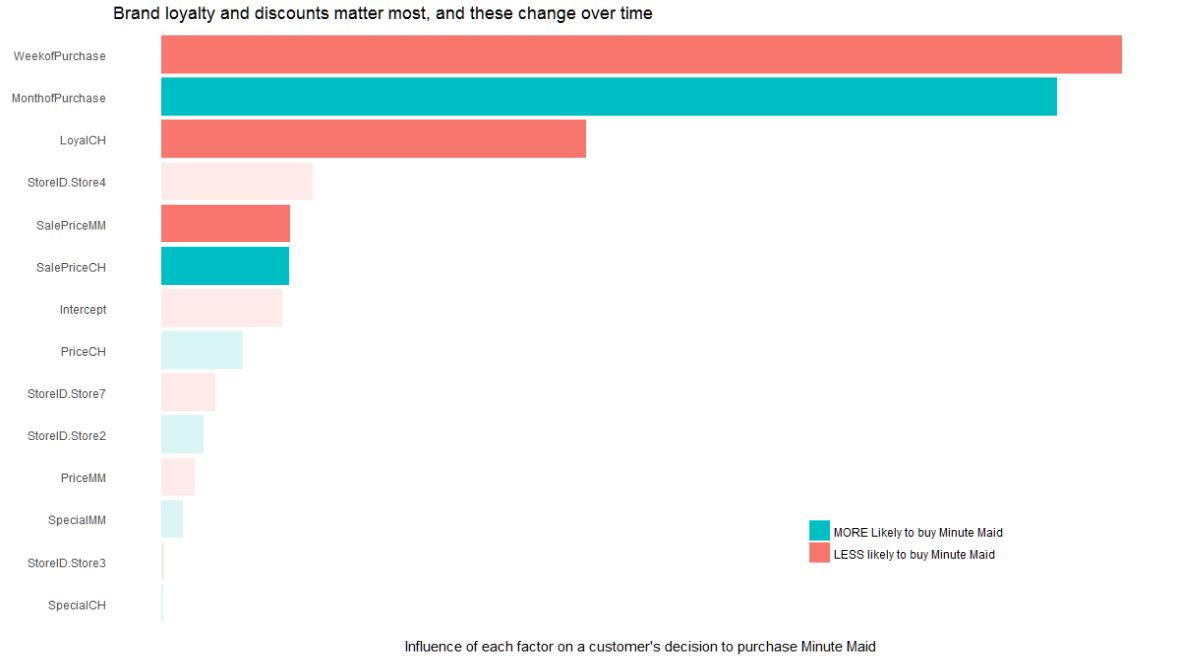 Brand loyalty and discounts matter most, and these change over time
WeekofPurchase
MonthofPurchase
LoyalCH
StoreID.Store4
SalePriceMM
SalePriceCH
Intercept
PriceCH
StoreID.Store7
StoreID.Store2
PriceMM
SpecialMM
StoreID.Store3
SpecialCH
MORE Likely to buy Minute Maid
LESS likely to buy Minute Maid
Influence of each factor on a customer's decision to purchase Minute Maid